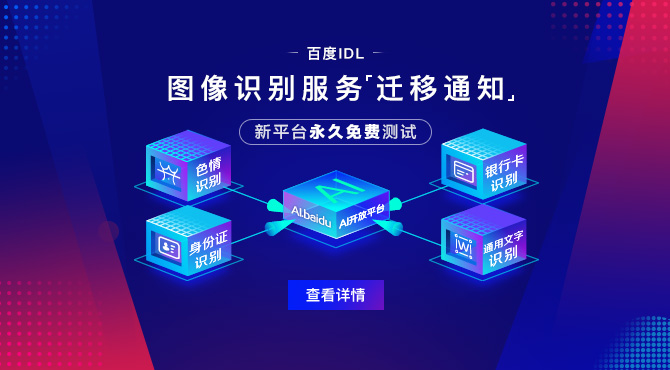 百度IDL
图像识别服务「迁移通知」
新平台永久免费测试
色情
识别
银行卡
识别
AI
AI.baidu
AI开放平台
身份证
识别
通用文字
识别
W
查看详情